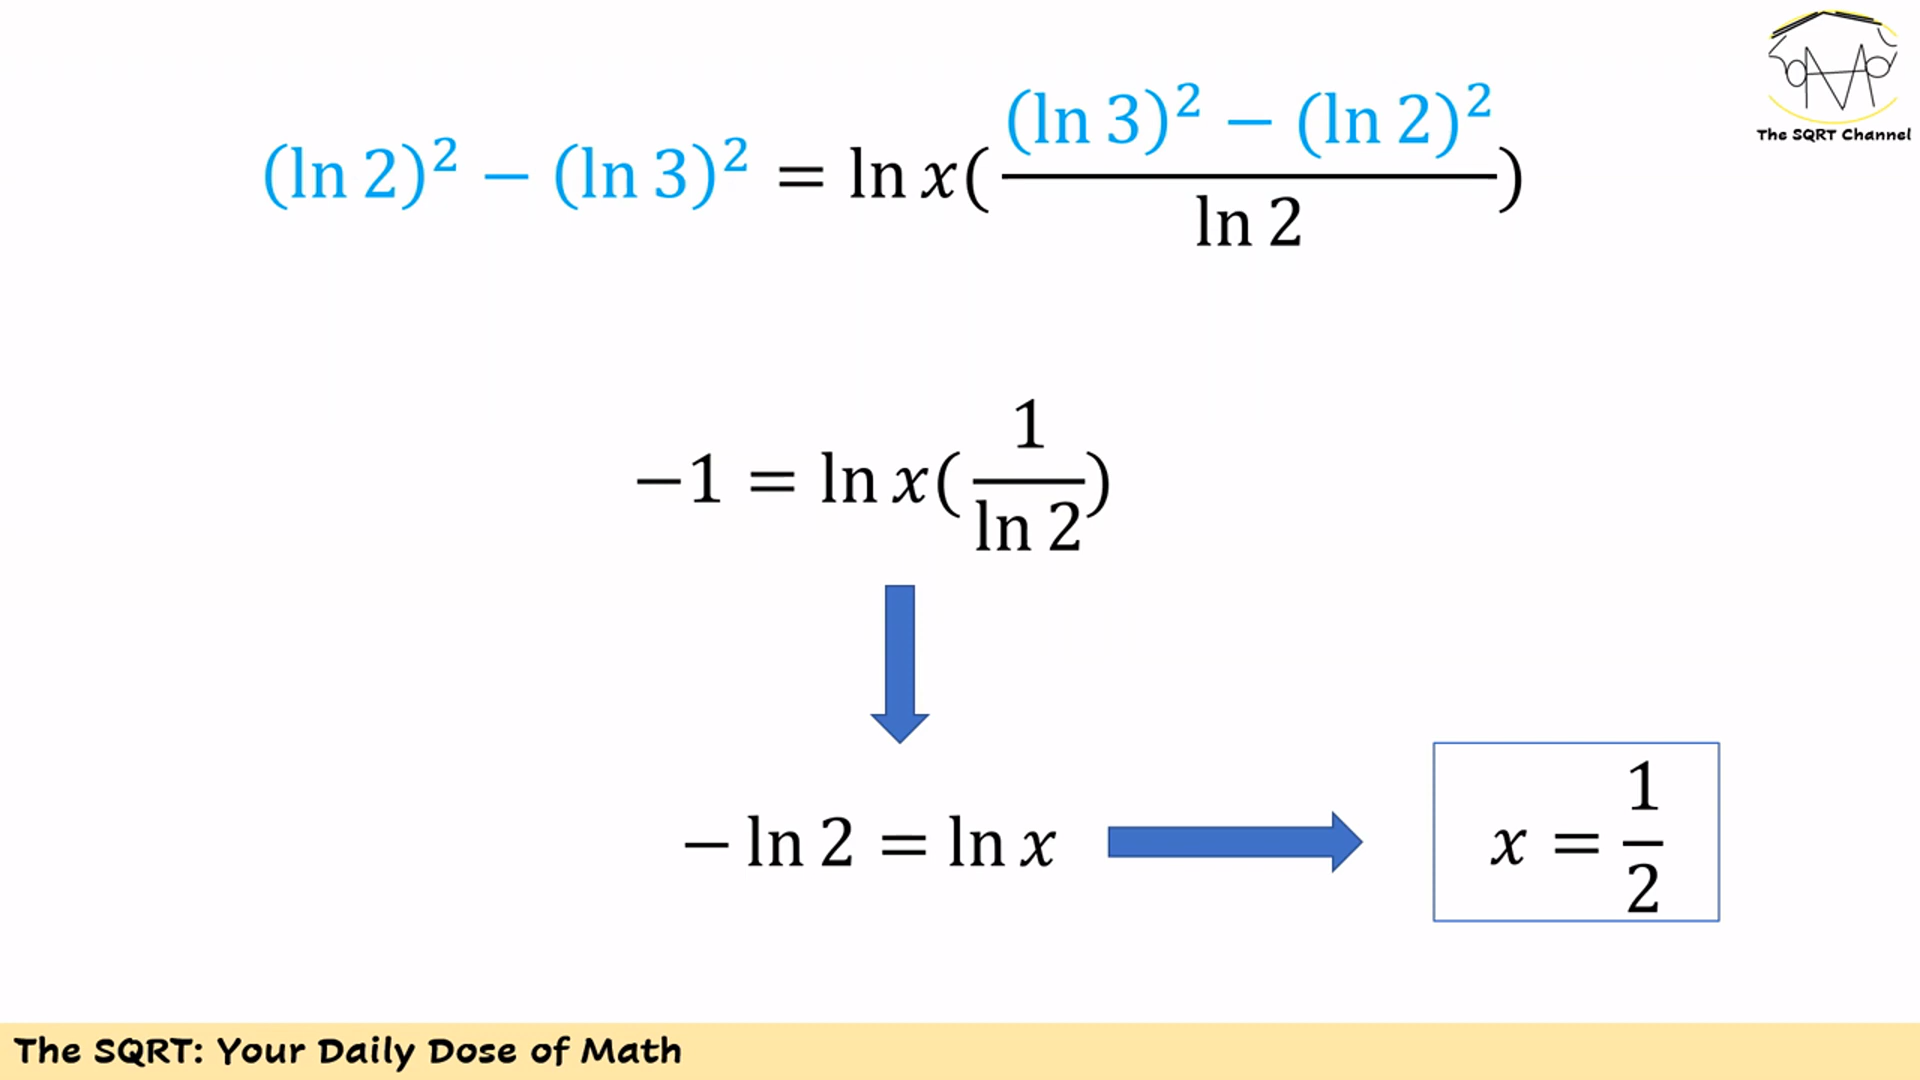 The SQRT Channel
(ln 2)² − (ln 3)² = ln x((ln 3)² − (ln 2)² / ln 2)
−1 = ln x(1/ln 2)
− ln 2 = ln x
x = 1/2
The SQRT: Your Daily Dose of Math